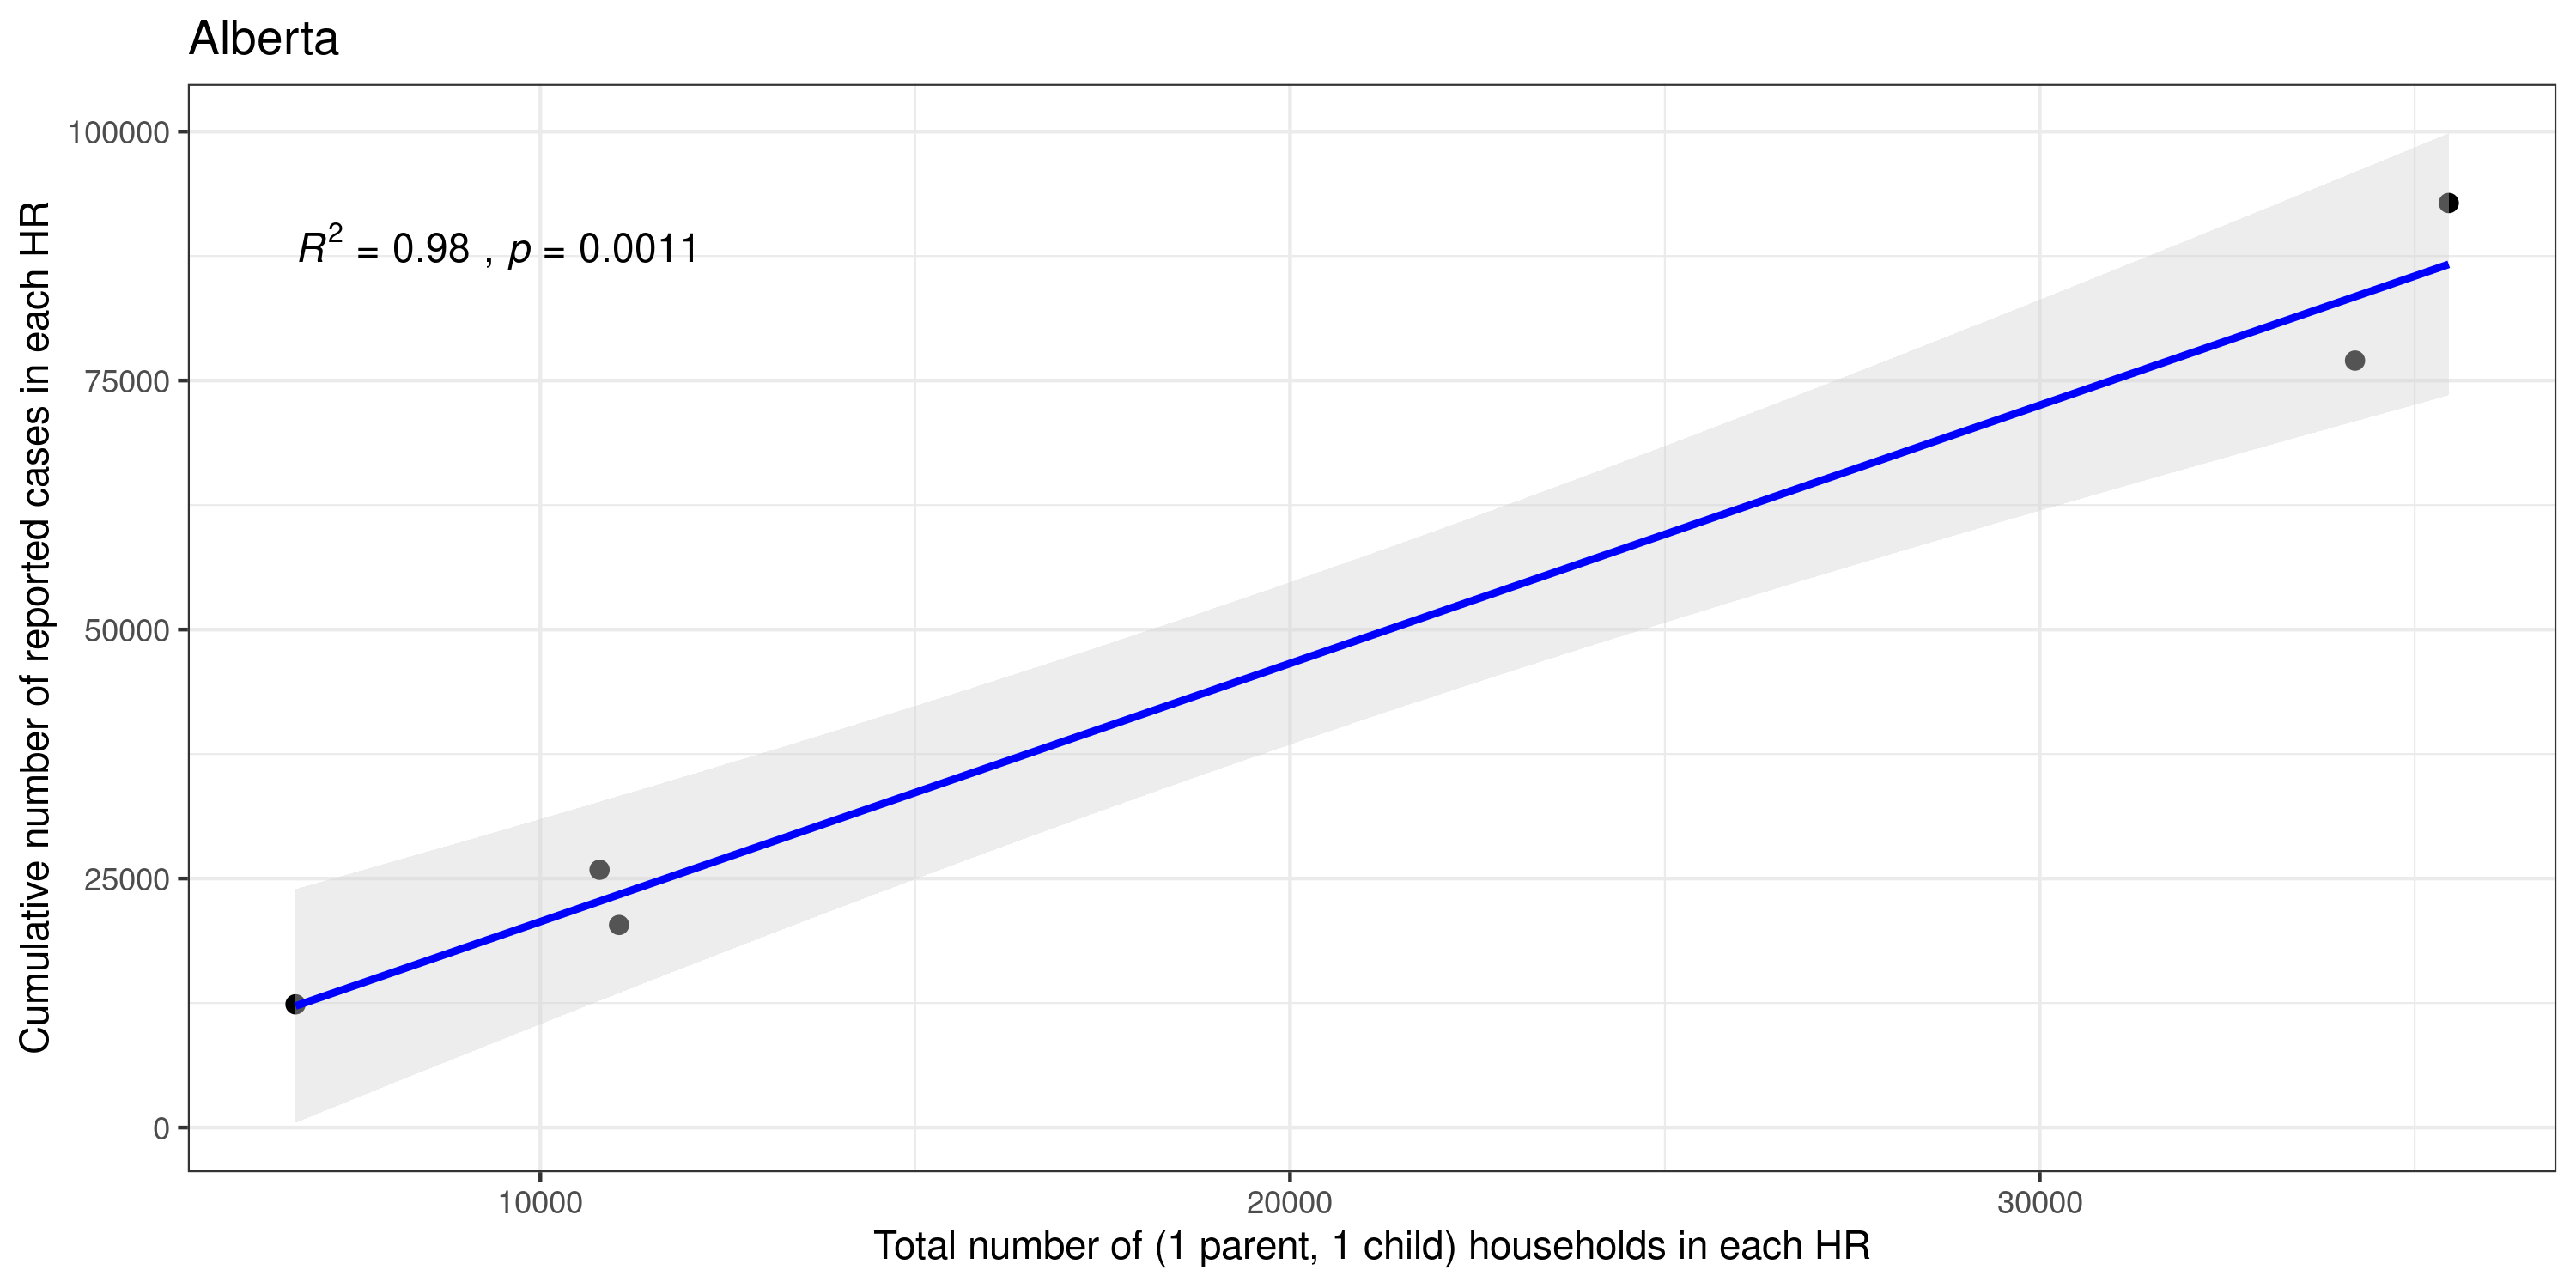 Alberta
Cumulative number of reported cases in each HR
100000
75000
50000
25000
0
R² = 0.98 , p = 0.0011
10000
20000
30000
Total number of (1 parent, 1 child) households in each HR